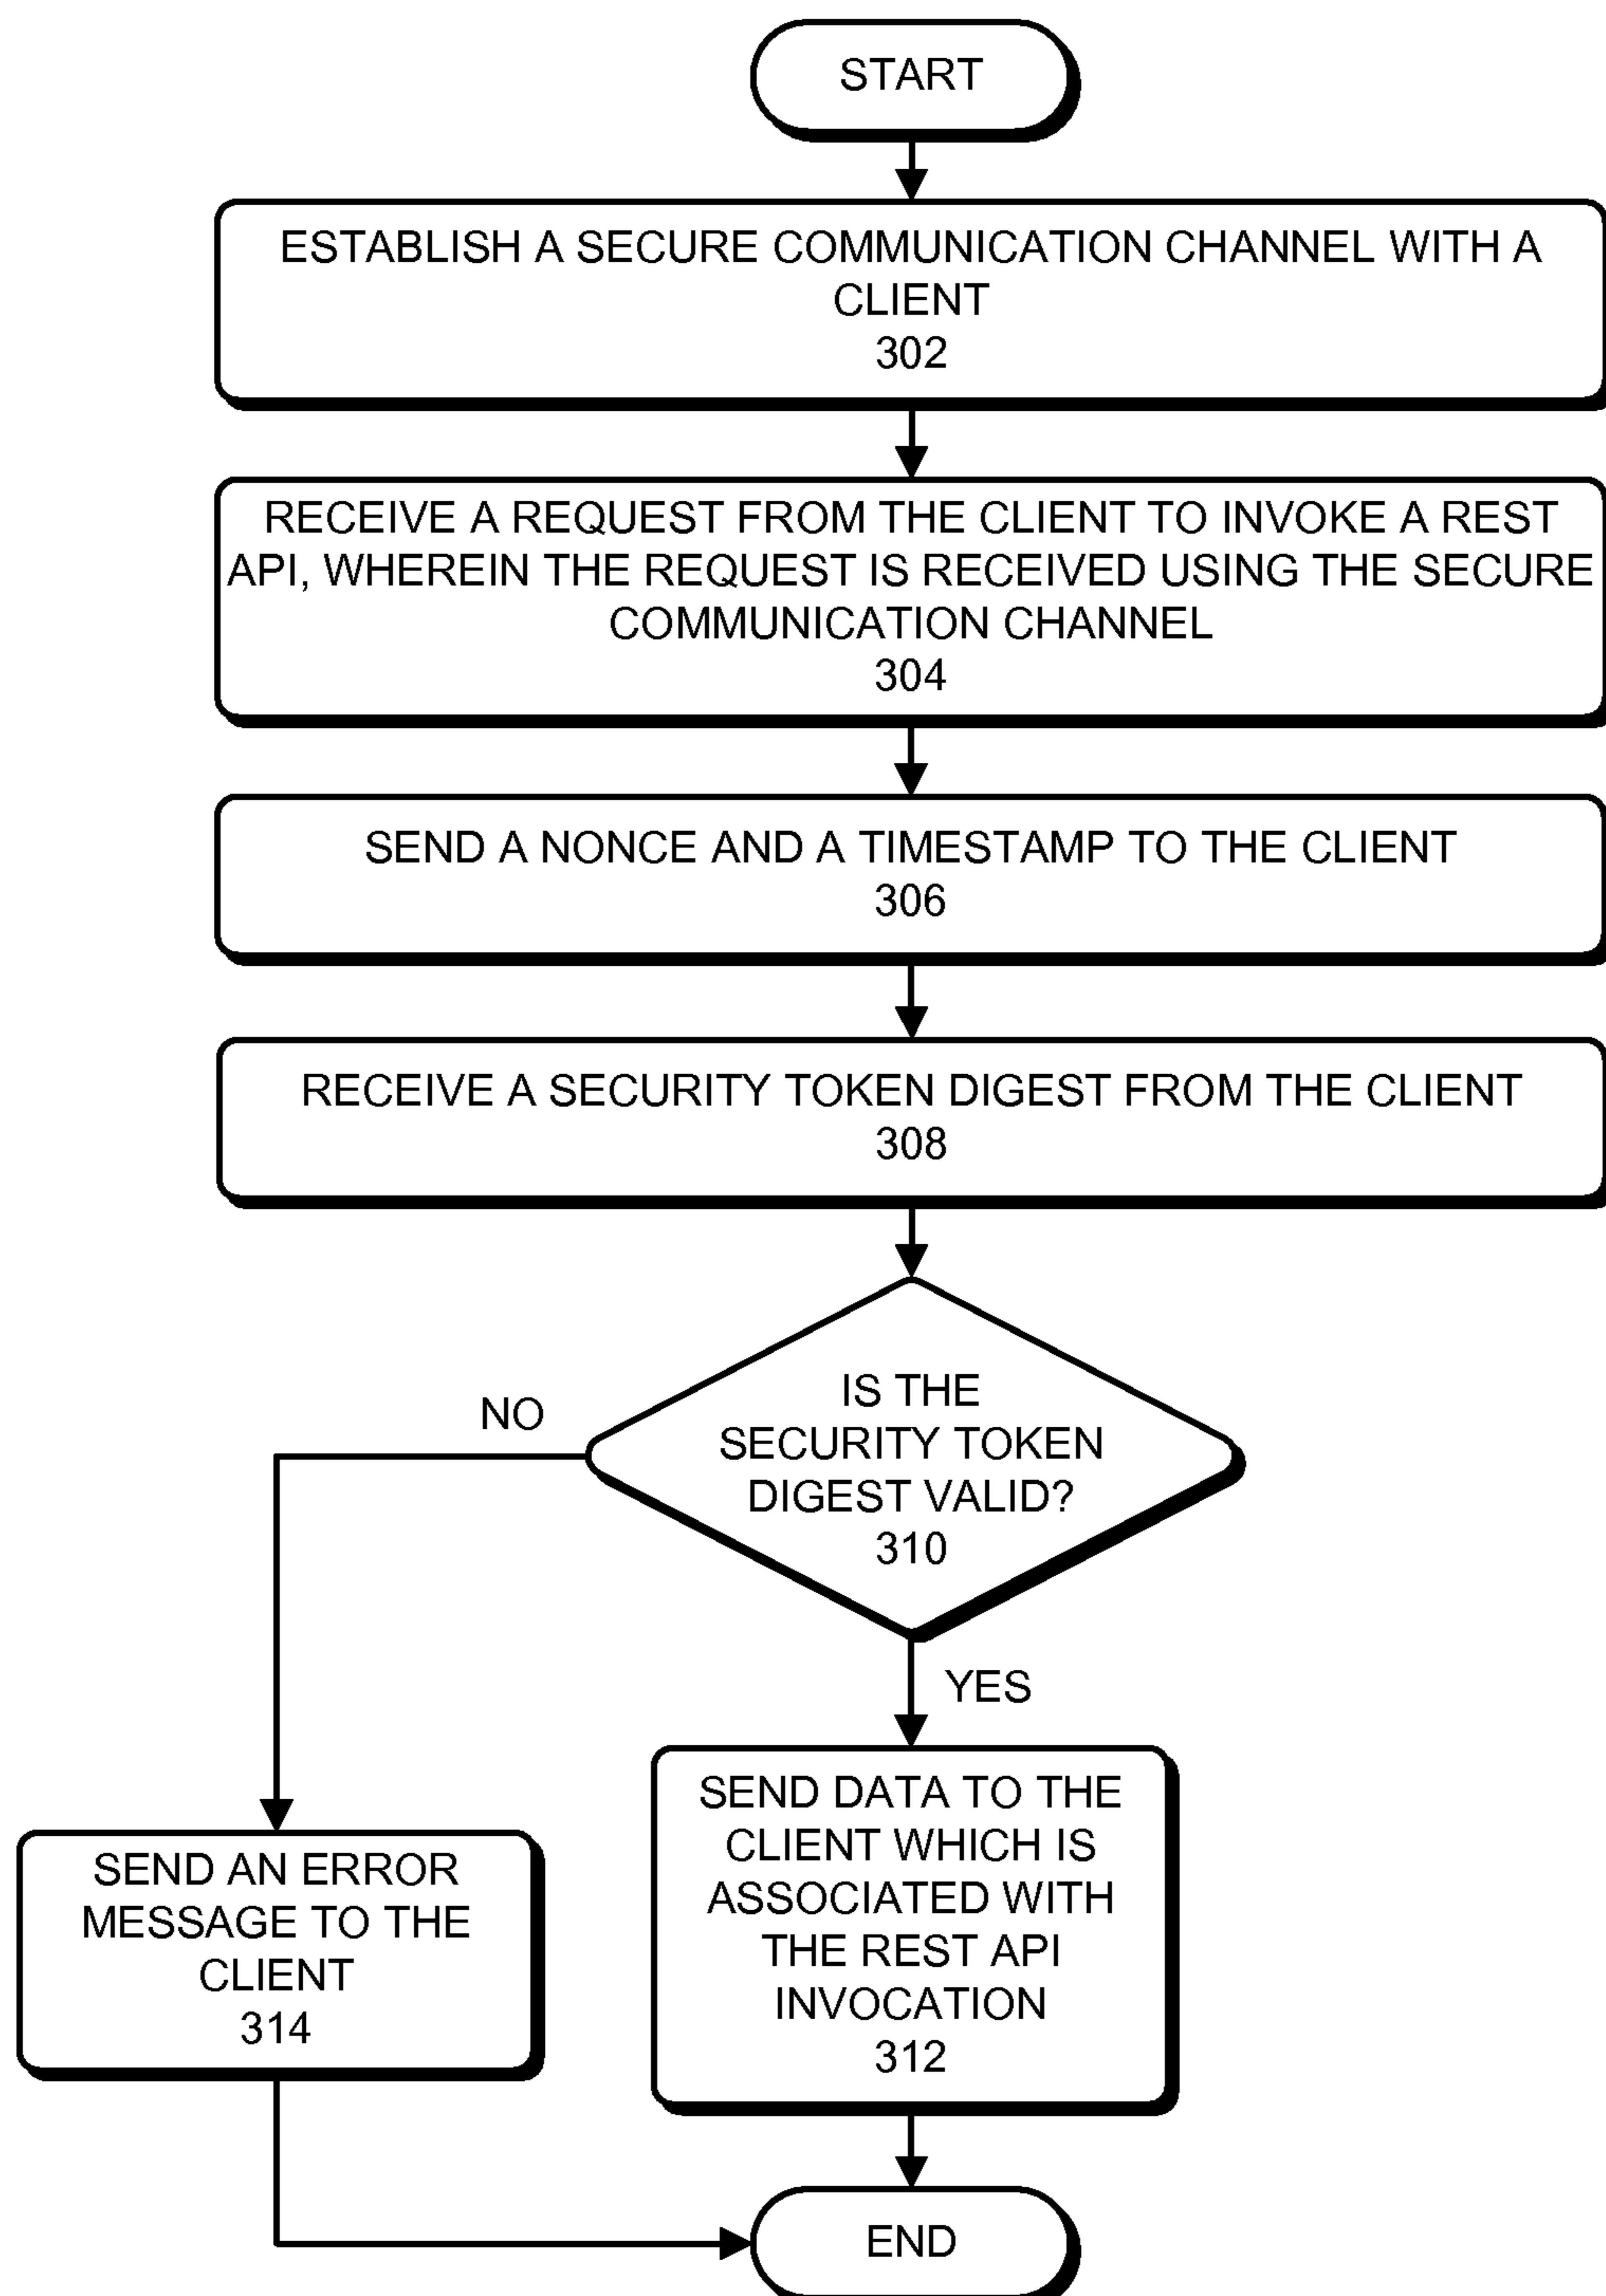 START
ESTABLISH A SECURE COMMUNICATION CHANNEL WITH A
CLIENT
302
RECEIVE A REQUEST FROM THE CLIENT TO INVOKE A REST
API, WHEREIN THE REQUEST IS RECEIVED USING THE SECURE
COMMUNICATION CHANNEL
304
SEND A NONCE AND A TIMESTAMP TO THE CLIENT
306
RECEIVE A SECURITY TOKEN DIGEST FROM THE CLIENT
308
IS THE
SECURITY TOKEN
DIGEST VALID?
310
NO
YES
SEND DATA TO THE
CLIENT WHICH IS
ASSOCIATED WITH
THE REST API
INVOCATION
312
SEND AN ERROR
MESSAGE TO THE
CLIENT
314
END